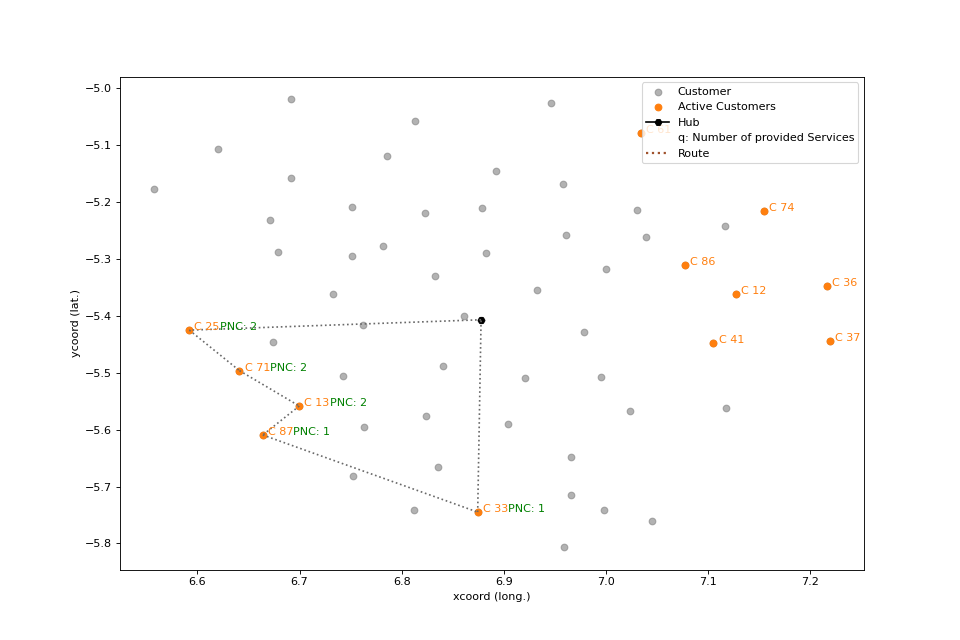 −5.0
−5.1
−5.2
−5.3
−5.4
−5.5
−5.6
−5.7
−5.8
ycoord (lat.)
6.6
6.7
6.8
6.9
7.0
7.1
7.2
xcoord (long.)
Customer
Active Customers
Hub
q: Number of provided Services
Route
C 74
C 86
C 36
C 12
C 25PNC: 2
C 41
C 37
C 71PNC: 2
C 13PNC: 2
C 87PNC: 1
C 33PNC: 1